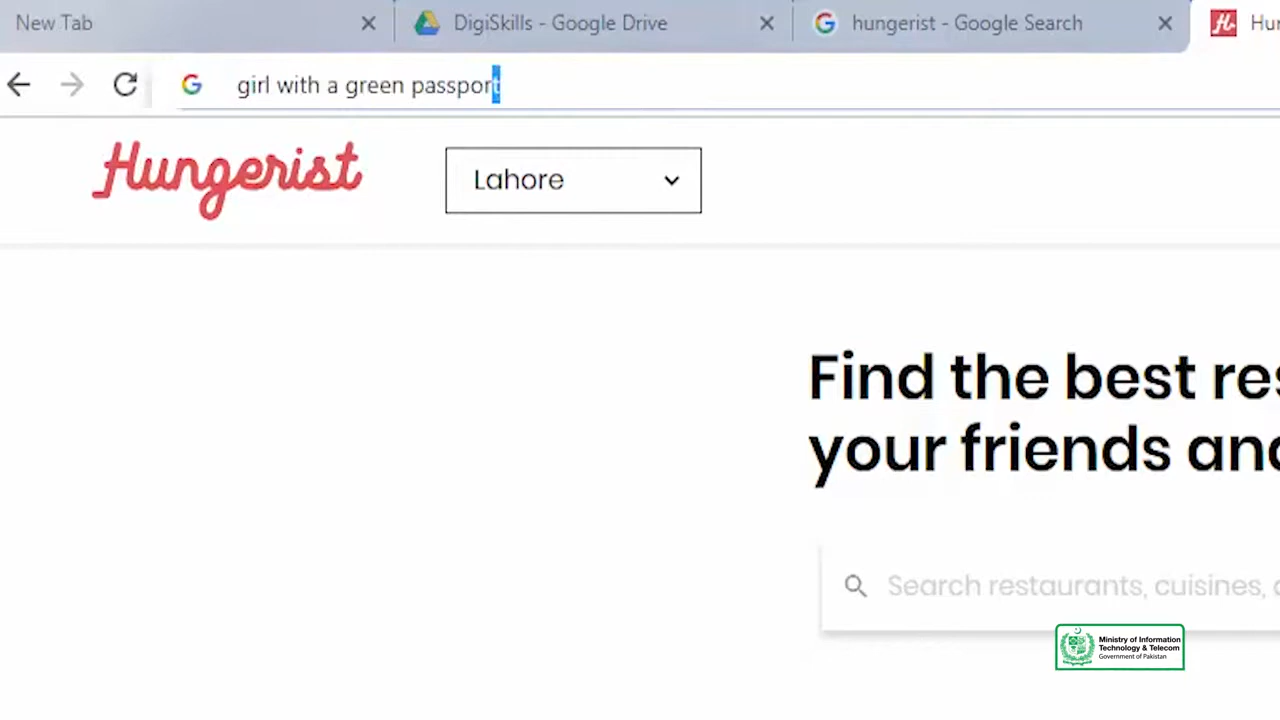 New Tab
DigiSkills - Google Drive
hungerist - Google Search
Hun
girl with a green passport
Hungerist
Lahore
Find the best res
your friends and
Search restaurants, cuisines,
Ministry of Information
Technology & Telecom
Government of Pakistan